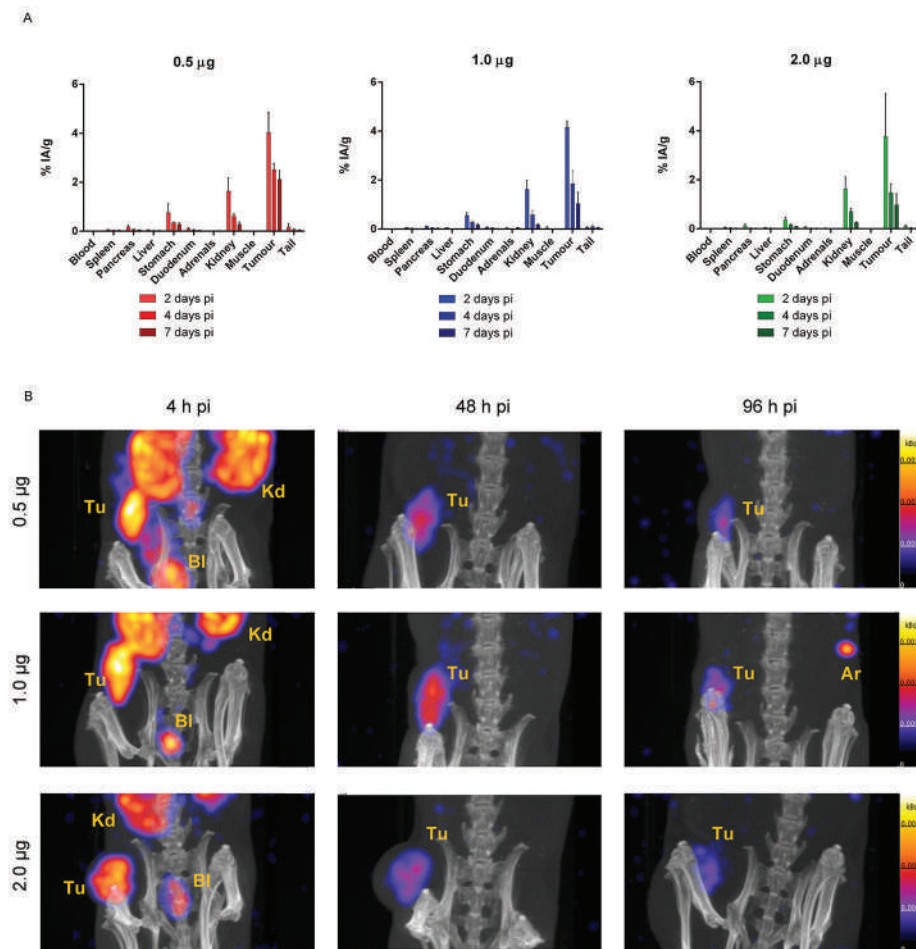 A
0.5 µg
1.0 µg
2.0 µg
% IA/g
6
4
2
0
Blood
Spleen
Pancreas
Liver
Stomach
Duodenum
Adrenals
Kidney
Muscle
Tumour
Tail
% IA/g
6
4
2
0
Blood
Spleen
Pancreas
Liver
Stomach
Duodenum
Adrenals
Kidney
Muscle
Tumour
Tail
% IA/g
6
4
2
0
Blood
Spleen
Pancreas
Liver
Stomach
Duodenum
Adrenals
Kidney
Muscle
Tumour
Tail
2 days pi
4 days pi
7 days pi
2 days pi
4 days pi
7 days pi
2 days pi
4 days pi
7 days pi
B
4 h pi
48 h pi
96 h pi
0.5 µg
Tu
Kd
Bl
Tu
Tu
1.0 µg
Tu
Kd
Bl
Tu
Tu
Ar
2.0 µg
Kd
Tu
Bl
Tu
Tu